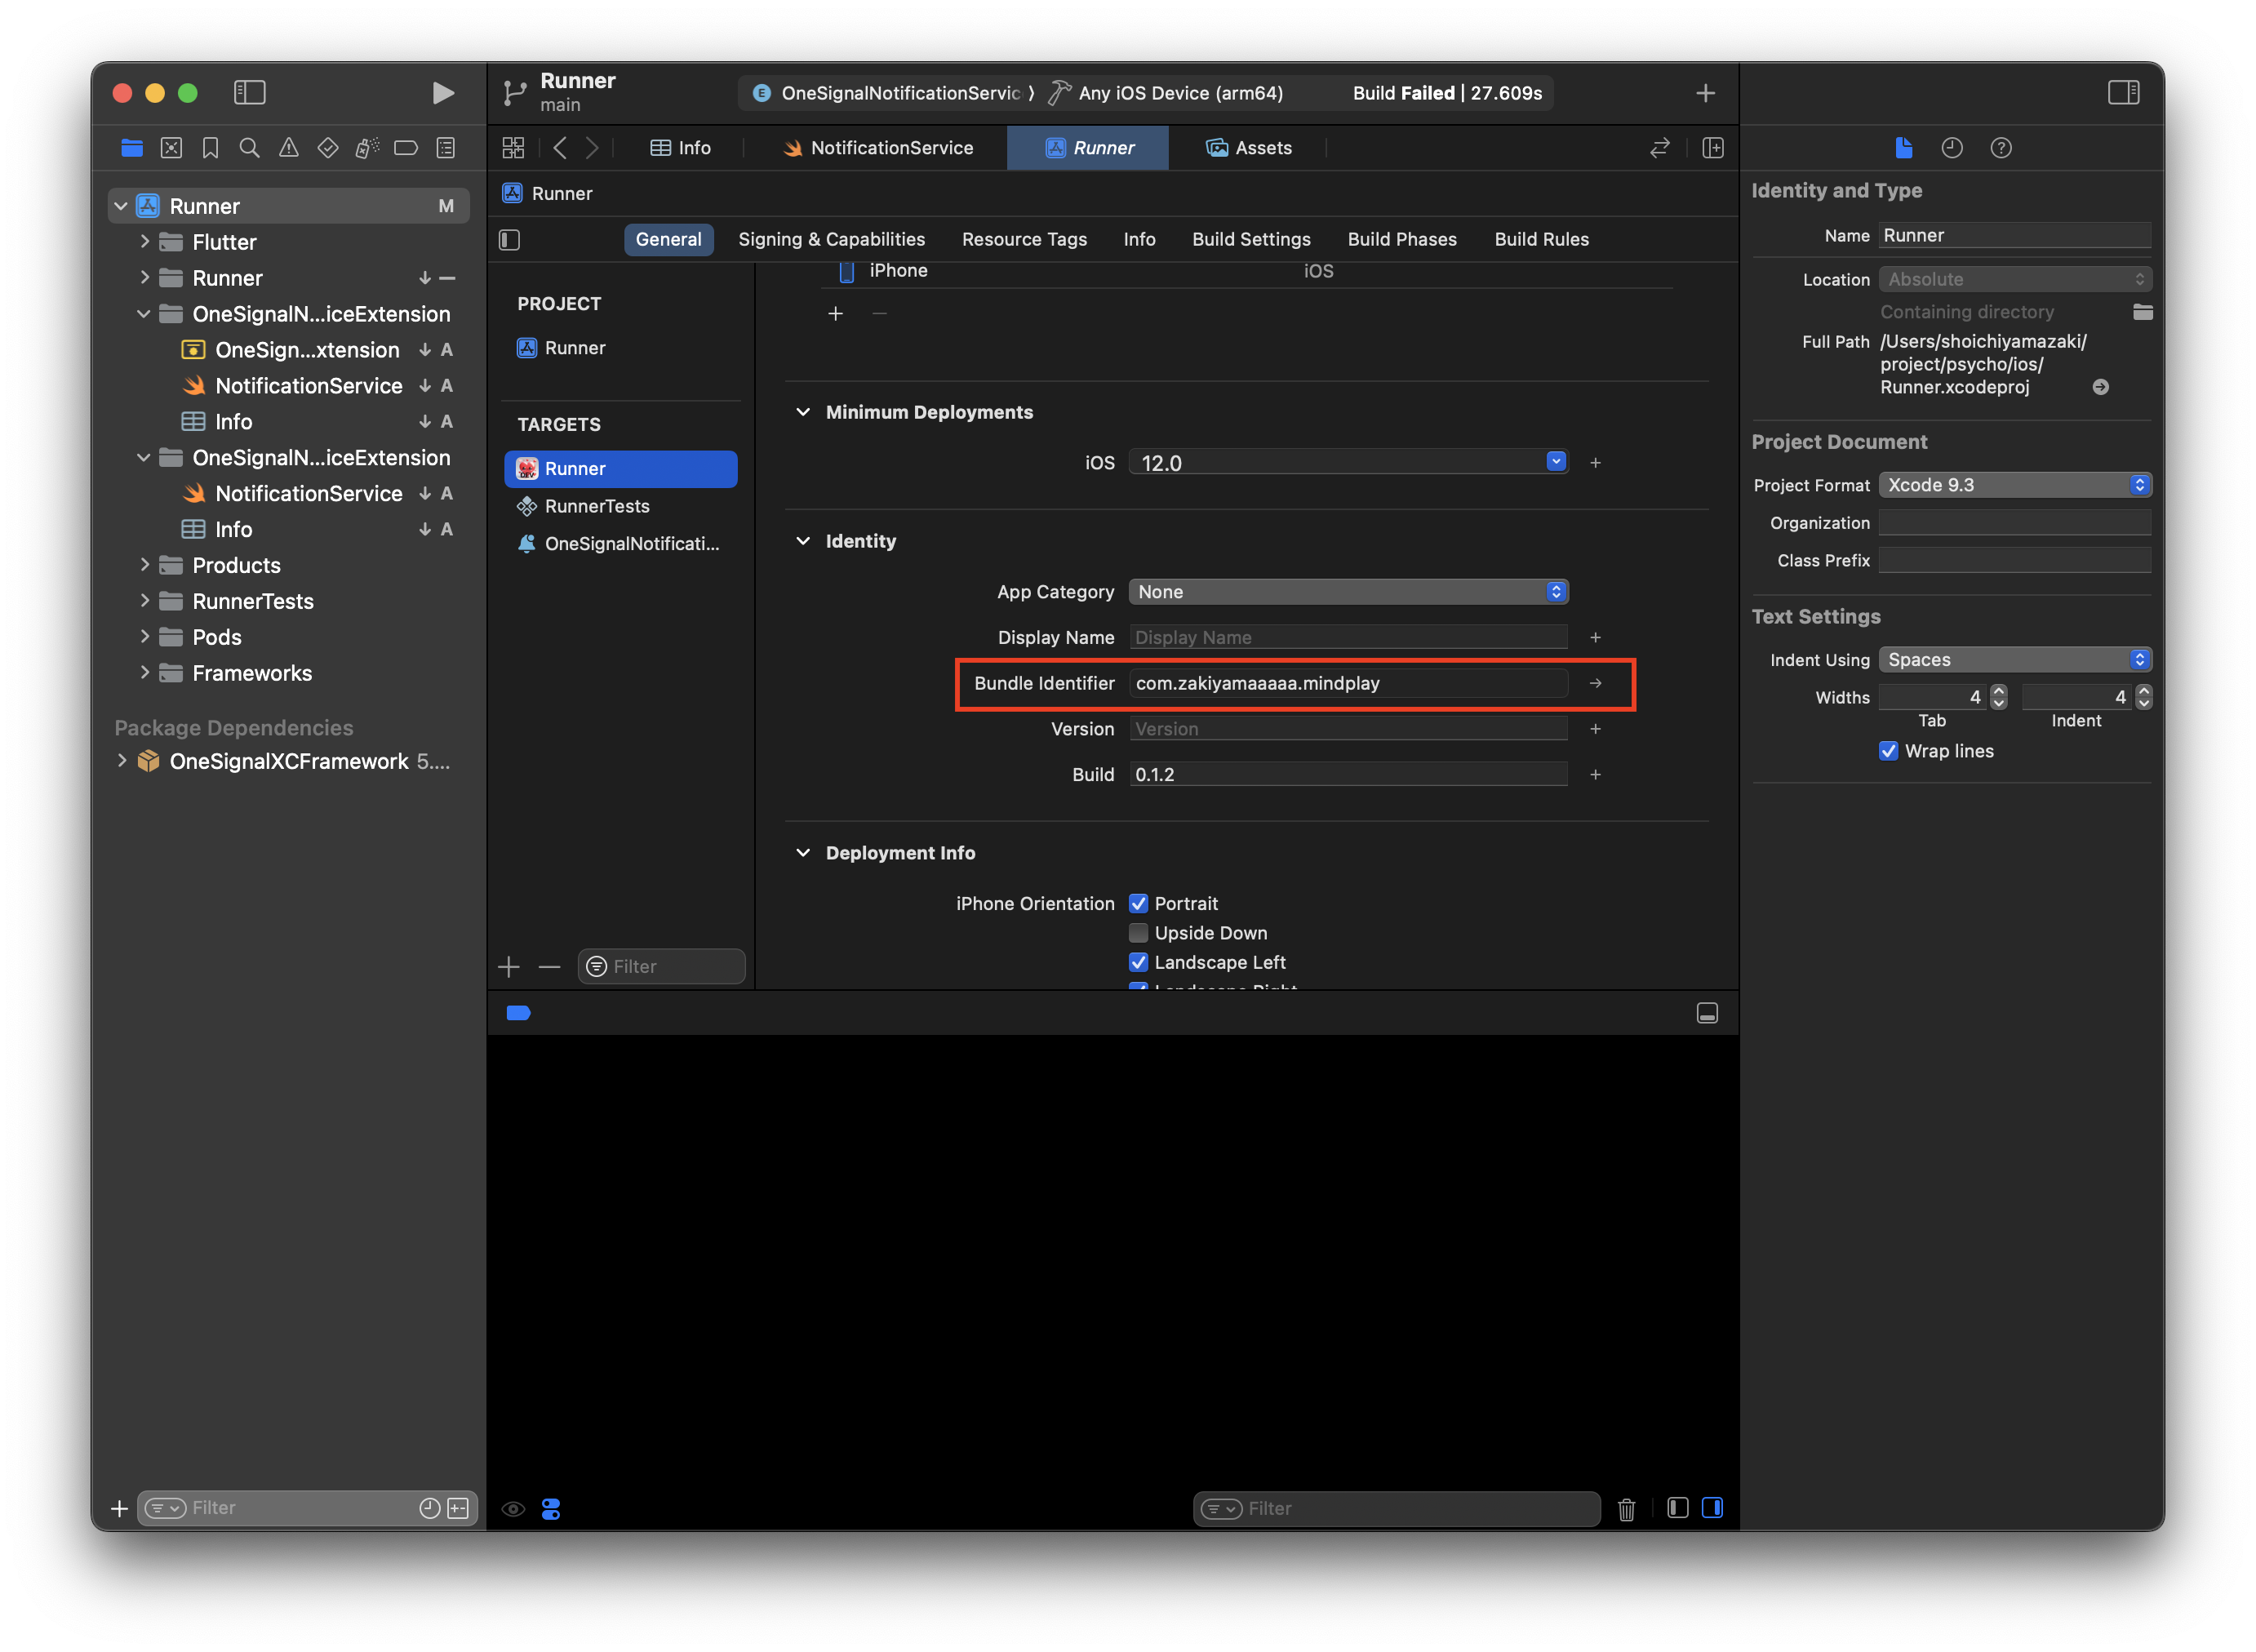 Runner
main
OneSignalNotificationServic
Any iOS Device (arm64)
Build Failed | 27.609s
Info
NotificationService
Runner
Assets
Runner
M
Flutter
Runner
OneSignalN...iceExtension
OneSign...xtension
A
NotificationService
A
Info
A
OneSignalN...iceExtension
NotificationService
A
Info
A
Products
RunnerTests
Pods
Frameworks
Package Dependencies
OneSignalXCFramework 5....
Filter
Runner
General
Signing & Capabilities
Resource Tags
Info
Build Settings
Build Phases
Build Rules
PROJECT
Runner
TARGETS
Runner
RunnerTests
OneSignalNotificati...
Filter
iPhone
iOS
Minimum Deployments
iOS
12.0
Identity
App Category
None
Display Name
Display Name
Bundle Identifier
com.zakiyamaaaaa.mindplay
Version
Version
Build
0.1.2
Deployment Info
iPhone Orientation
Portrait
Upside Down
Landscape Left
Landscape Right
Filter
Identity and Type
Name
Runner
Location
Absolute
Containing directory
Full Path
/Users/shoichiyamazaki/
project/psycho/ios/
Runner.xcodeproj
Project Document
Project Format
Xcode 9.3
Organization
Class Prefix
Text Settings
Indent Using
Spaces
Widths
4
4
Tab
Indent
Wrap lines